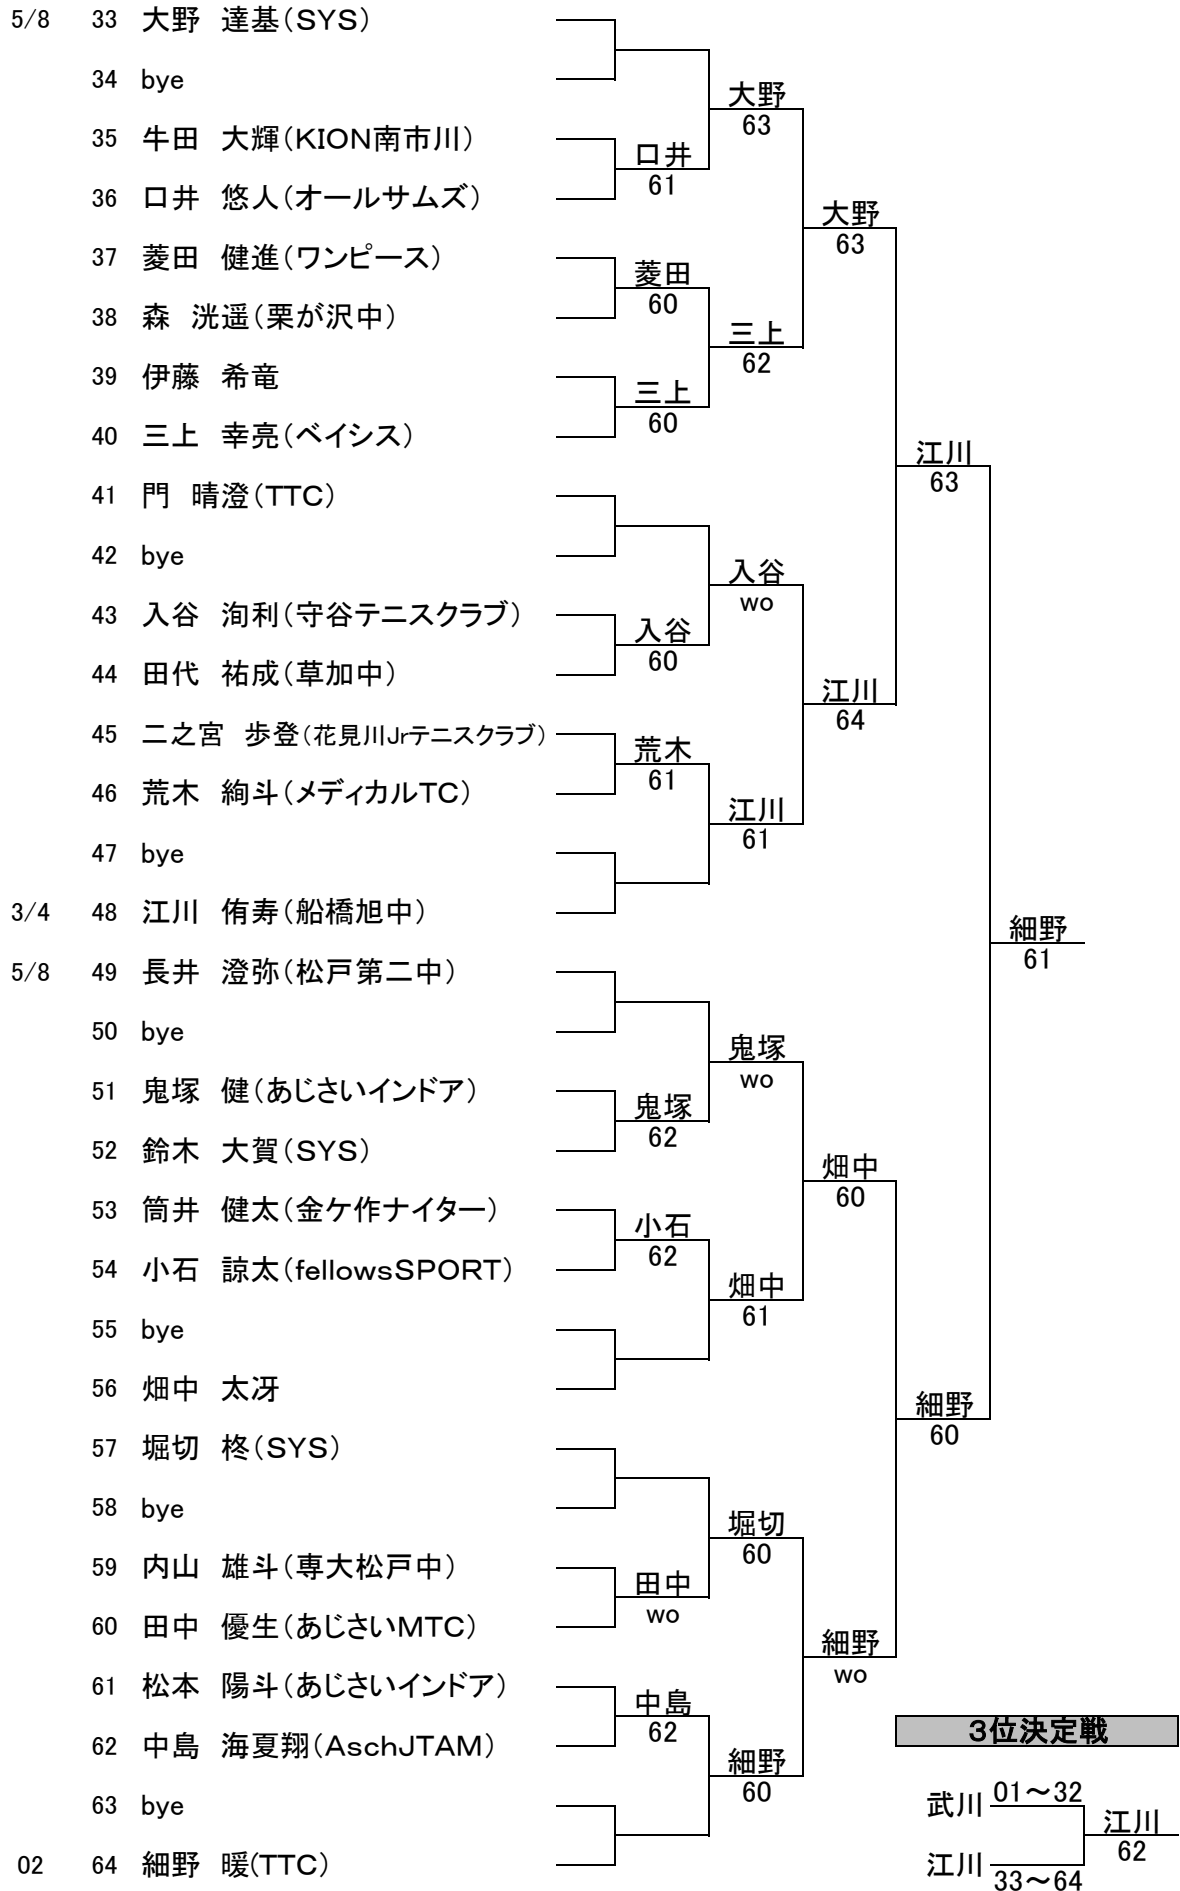 5/8 33 大野 達基(SYS)
34 bye
大野
63
35 牛田 大輝(KION南市川)
口井
61
36 口井 悠人(オールサムズ)
大野
63
37 菱田 健進(ワンピース)
菱田
60
38 森 洸遥(栗が沢中)
三上
62
39 伊藤 希竜
三上
60
40 三上 幸亮(ベイシス)
江川
63
41 門 晴澄(TTC)
42 bye
入谷
wo
43 入谷 洵利(守谷テニスクラブ)
入谷
60
44 田代 祐成(草加中)
江川
64
45 二之宮 歩登(花見川Jrテニスクラブ)
荒木
61
46 荒木 絢斗(メディカルTC)
江川
61
47 bye
3/4 48 江川 侑寿(船橋旭中)
細野
61
5/8 49 長井 澄弥(松戸第二中)
50 bye
鬼塚
wo
51 鬼塚 健(あじさいインドア)
鬼塚
62
52 鈴木 大賀(SYS)
畑中
60
53 筒井 健太(金ケ作ナイター)
小石
62
54 小石 諒太(fellowsSPORT)
畑中
61
55 bye
56 畑中 太冴
細野
60
57 堀切 柊(SYS)
58 bye
堀切
60
59 内山 雄斗(専大松戸中)
田中
wo
60 田中 優生(あじさいMTC)
細野
wo
61 松本 陽斗(あじさいインドア)
中島
62
62 中島 海夏翔(AschJTAM)
細野
60
63 bye
02 64 細野 暖(TTC)
3位決定戦
武川 01～32
江川
62
江川 33～64